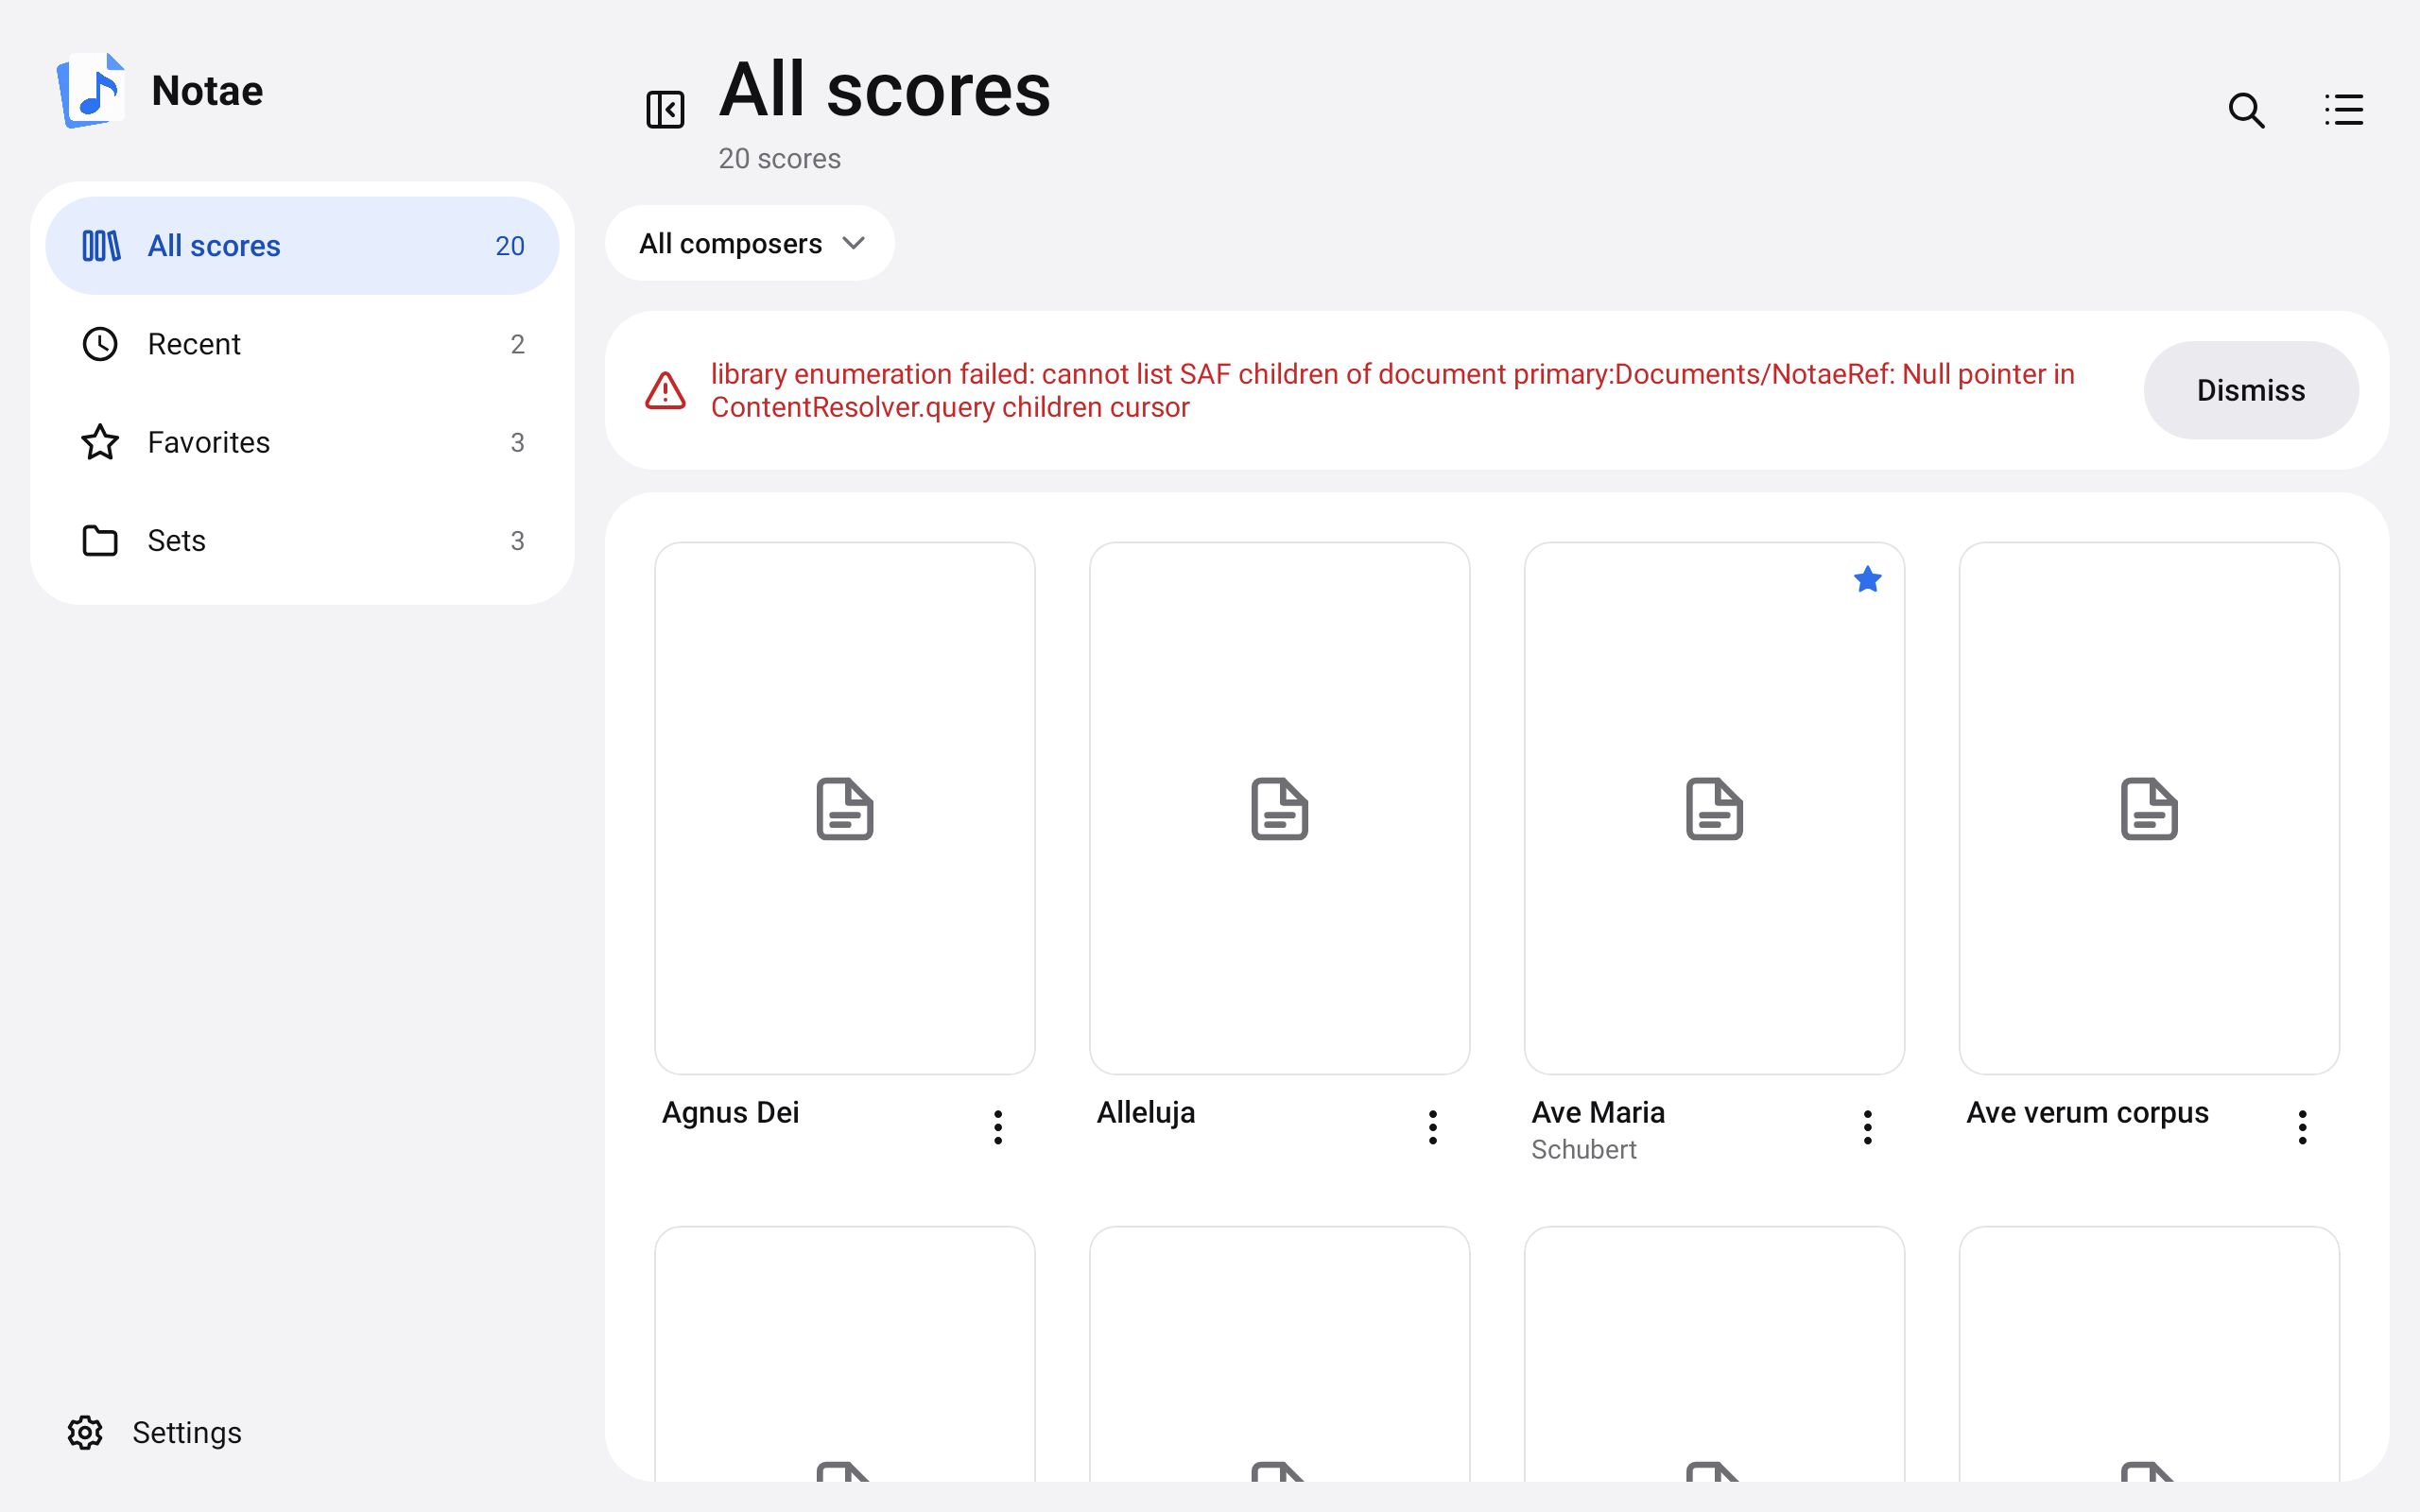 Notae
All scores
20 scores
All scores 20
Recent 2
Favorites 3
Sets 3
Settings
All composers
library enumeration failed: cannot list SAF children of document primary:Documents/NotaeRef: Null pointer in
ContentResolver.query children cursor
Dismiss
Agnus Dei
Alleluja
Ave Maria
Schubert
Ave verum corpus